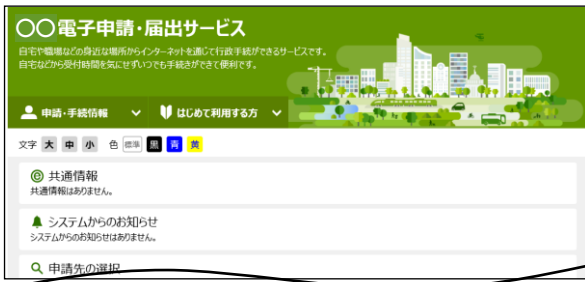 〇〇電子申請・届出サービス
自宅や職場などの身近な場所からインターネットを通じて行政手続ができるサービスです。
自宅などから受付時間を気にせずいつでも手続きができて便利です。
申請・手続情報
はじめて利用する方
文字 大 中 小 色 標準 黒 青 黄
共通情報
共通情報はありません。
システムからのお知らせ
システムからのお知らせはありません。
申請先の選択